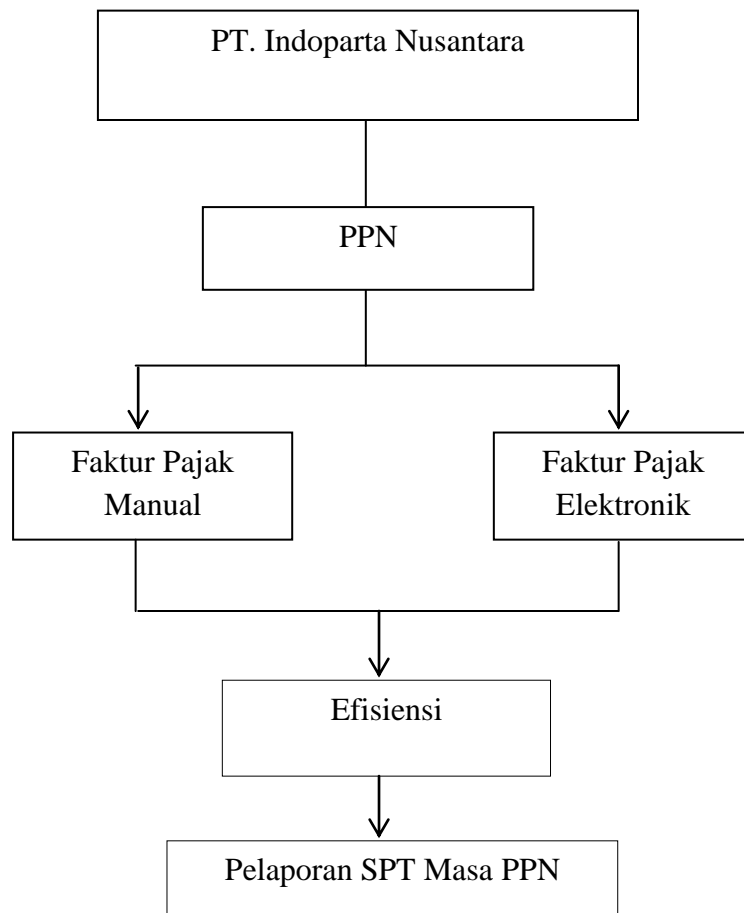 PT. Indoparta Nusantara
PPN
Faktur Pajak
Manual
Faktur Pajak
Elektronik
Efisiensi
Pelaporan SPT Masa PPN